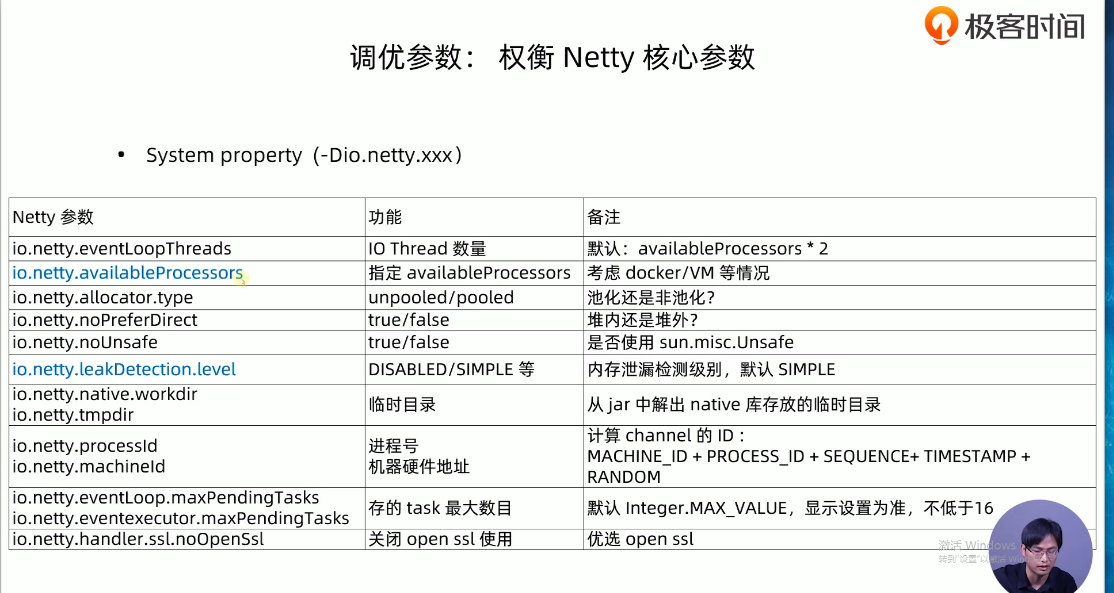 极客时间
调优参数： 权衡 Netty 核心参数
• System property（-Dio.netty.xxx）
Netty 参数 功能 备注
io.netty.eventLoopThreads IO Thread 数量 默认：availableProcessors * 2
io.netty.availableProcessors 指定 availableProcessors 考虑 docker/VM 等情况
io.netty.allocator.type unpooled/pooled 池化还是非池化？
io.netty.noPreferDirect true/false 堆内还是堆外？
io.netty.noUnsafe true/false 是否使用 sun.misc.Unsafe
io.netty.leakDetection.level DISABLED/SIMPLE 等 内存泄漏检测级别，默认 SIMPLE
io.netty.native.workdir
io.netty.tmpdir
临时目录
从 jar 中解出 native 库存放的临时目录
io.netty.processId
io.netty.machineId
进程号
机器硬件地址
计算 channel 的 ID：
MACHINE_ID + PROCESS_ID + SEQUENCE+ TIMESTAMP +
RANDOM
io.netty.eventLoop.maxPendingTasks
io.netty.eventexecutor.maxPendingTasks
存的 task 最大数目
默认 Integer.MAX_VALUE，显示设置为准，不低于16
io.netty.handler.ssl.noOpenSsl 关闭 open ssl 使用 优选 open ssl
激活 Windows
转到"设置"以激活 Wi